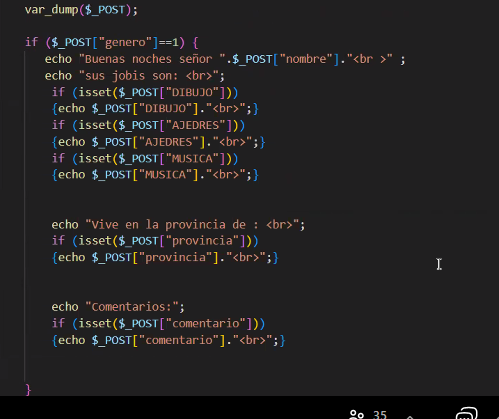 var_dump($_POST);
if ($_POST["genero"]==1) {
echo "Buenas noches señor ".$_POST["nombre"]."<br >" ;
echo "sus jobis son: <br>";
if (isset($_POST["DIBUJO"]))
{echo $_POST["DIBUJO"]."<br>";}
if (isset($_POST["AJEDRES"]))
{echo $_POST["AJEDRES"]."<br>";}
if (isset($_POST["MUSICA"]))
{echo $_POST["MUSICA"]."<br>";}
echo "Vive en la provincia de : <br>";
if (isset($_POST["provincia"]))
{echo $_POST["provincia"]."<br>";}
echo "Comentarios:";
if (isset($_POST["comentario"]))
{echo $_POST["comentario"]."<br>";}
}
35